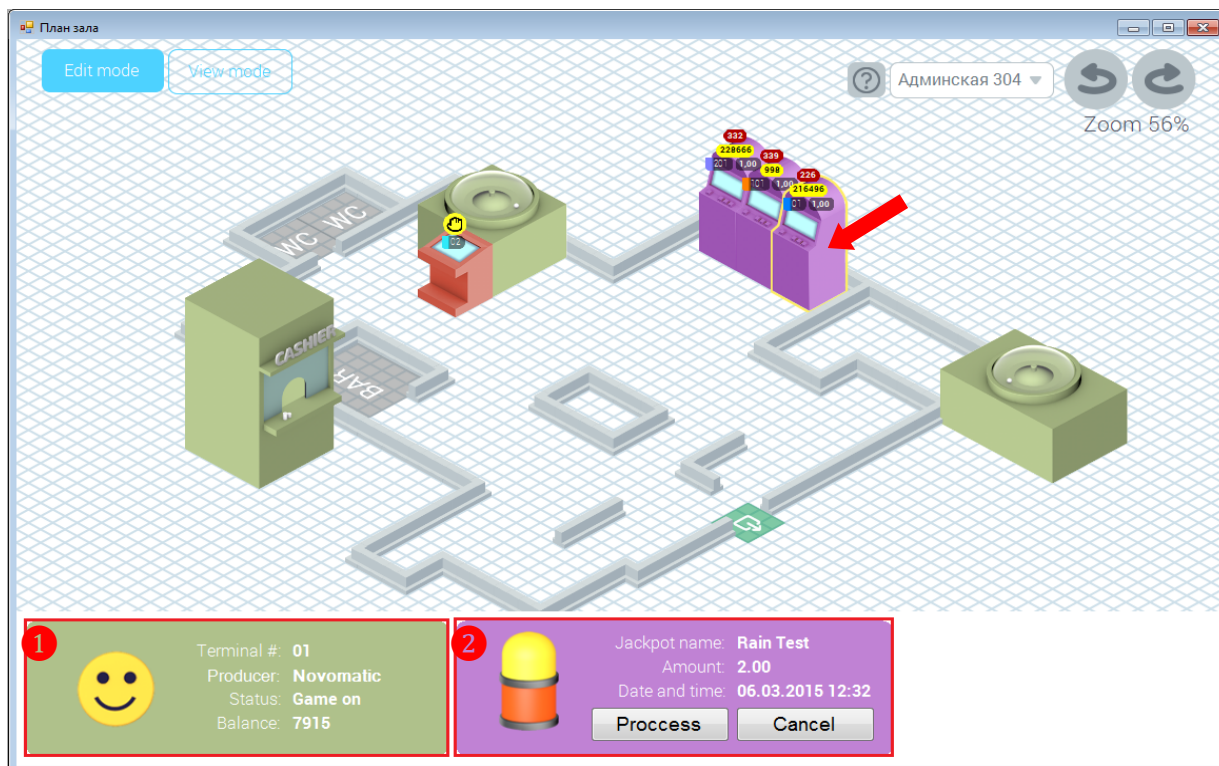 План зала
Edit mode
View mode
Админская 304
Zoom 56%
332
228666
201 1,00
339
998
101 1,00
226
216496
01 1,00
WC
WC
02
CASHIER
BAR
1
Terminal #: 01
Producer: Novomatic
Status: Game on
Balance: 7915
2
Jackpot name: Rain Test
Amount: 2.00
Date and time: 06.03.2015 12:32
Proccess
Cancel